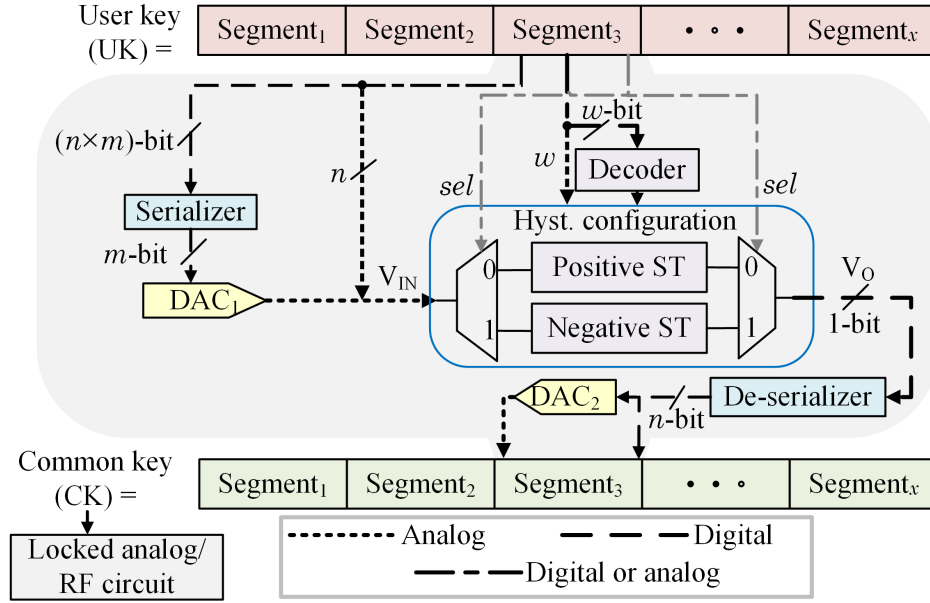 User key
(UK) =
Segment₁ Segment₂ Segment₃ • ∘ • Segmentₓ
(n×m)-bit
n
w-bit
w
Decoder
sel
sel
Serializer
Hyst. configuration
m-bit
DAC₁
V_IN
0
Positive ST
0
1
Negative ST
1
V_O
1-bit
DAC₂
n-bit
De-serializer
Common key
(CK) =
Segment₁ Segment₂ Segment₃ • • ∘ Segmentₓ
Locked analog/
RF circuit
Analog
Digital
Digital or analog